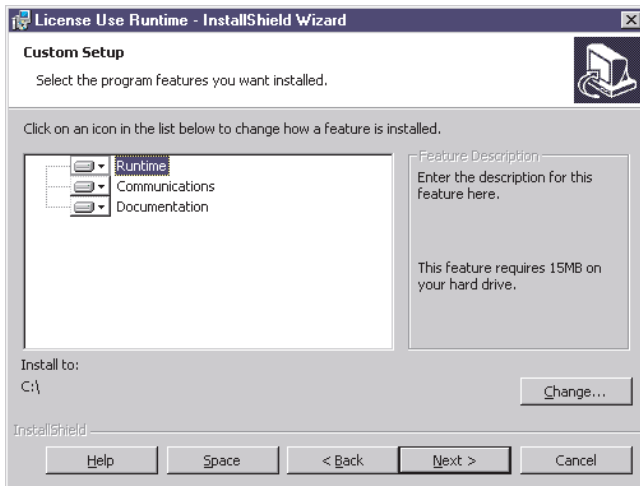 License Use Runtime - InstallShield Wizard
Custom Setup
Select the program features you want installed.
Click on an icon in the list below to change how a feature is installed.
Runtime
Communications
Documentation
Feature Description
Enter the description for this
feature here.
This feature requires 15MB on
your hard drive.
Install to:
C:\
Change...
InstallShield
Help
Space
< Back
Next >
Cancel